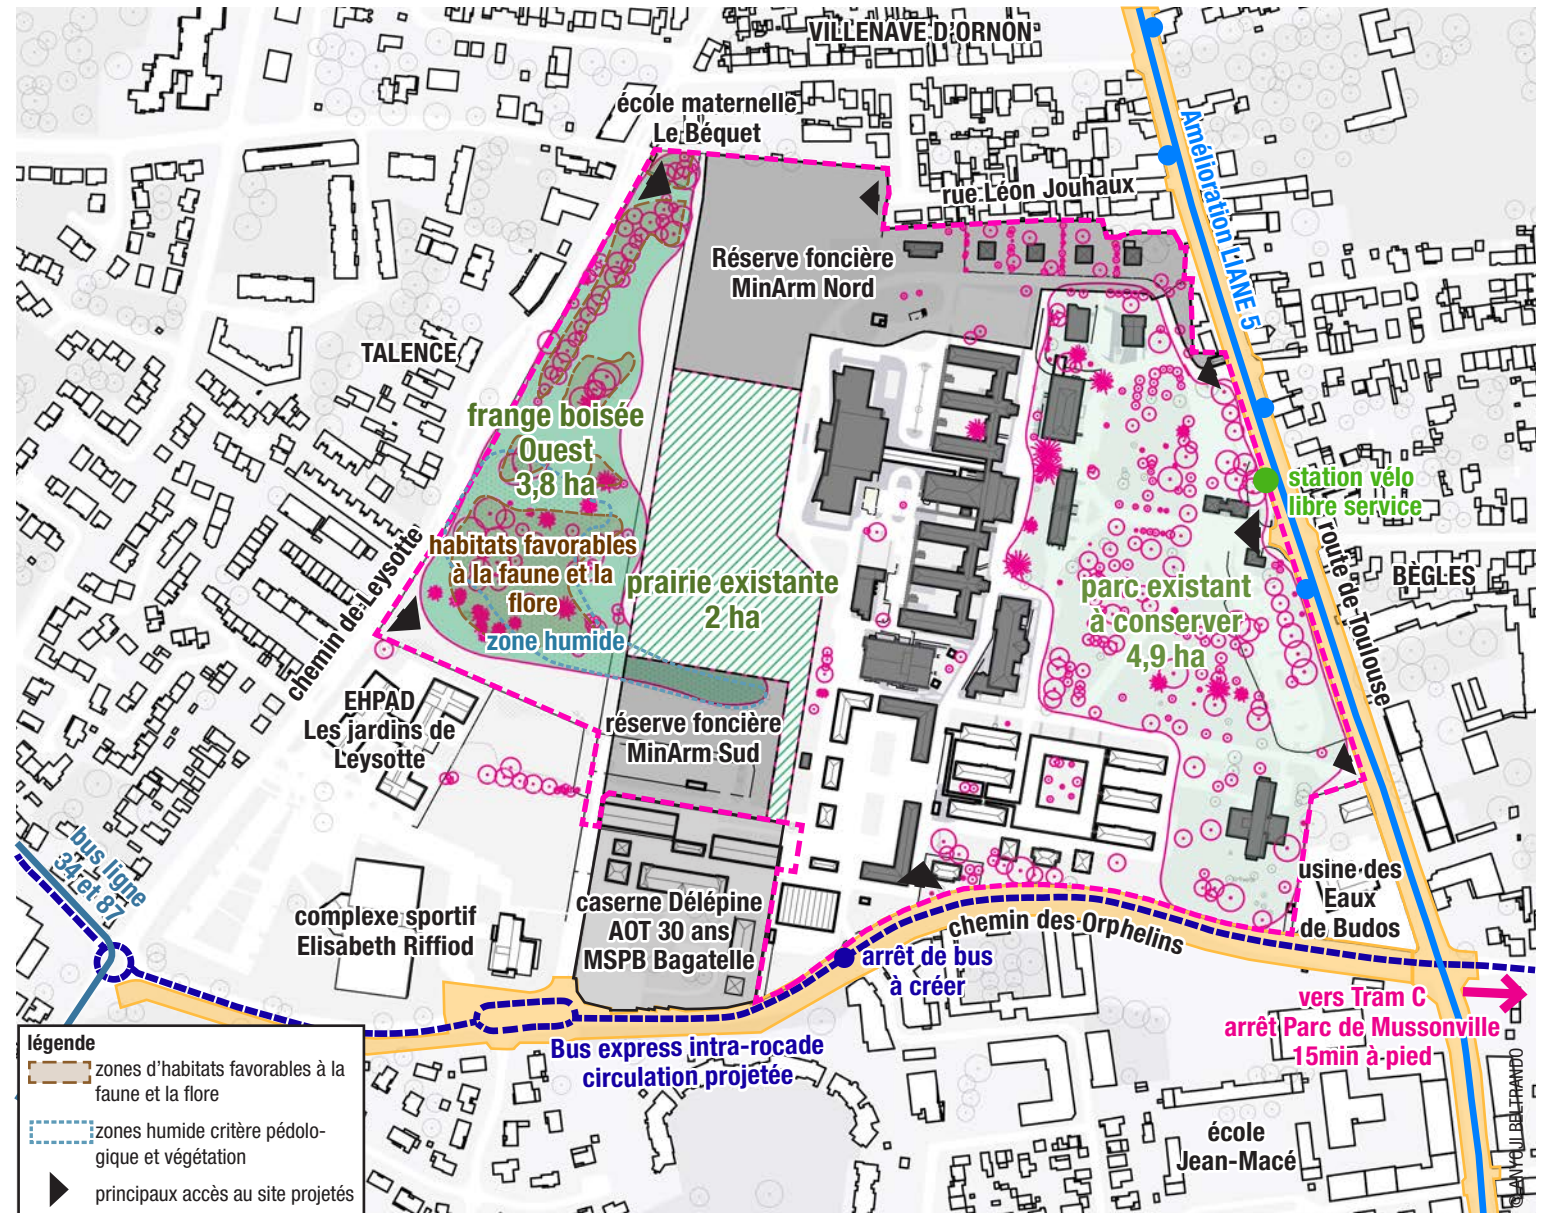 VILLENAVE D'ORNON
école maternelle
Le Béquet
rue Léon Jouhaux
Amélioration LIANE 5
Réserve foncière
MinArm Nord
TALENCE
frange boisée
Ouest
3,8 ha
station vélo
libre service
habitats favorables
à la faune et la
flore
prairie existante
2 ha
parc existant
à conserver
4,9 ha
route de Toulouse
BÈGLES
chemin de Leysotte
zone humide
EHPAD
Les jardins de
Leysotte
réserve foncière
MinArm Sud
bus ligne
34 et 87
complexe sportif
Elisabeth Riffiod
caserne Délépine
AOT 30 ans
MSPB Bagatelle
usine des
Eaux
de Budos
chemin des Orphelins
arrêt de bus
à créer
vers Tram C
arrêt Parc de Mussonville
15min à pied
Bus express intra-rocade
circulation projetée
école
Jean-Macé
légende
zones d'habitats favorables à la
faune et la flore
zones humide critère pédolo-
gique et végétation
principaux accès au site projetés
© ANYOJI BELTRANDO